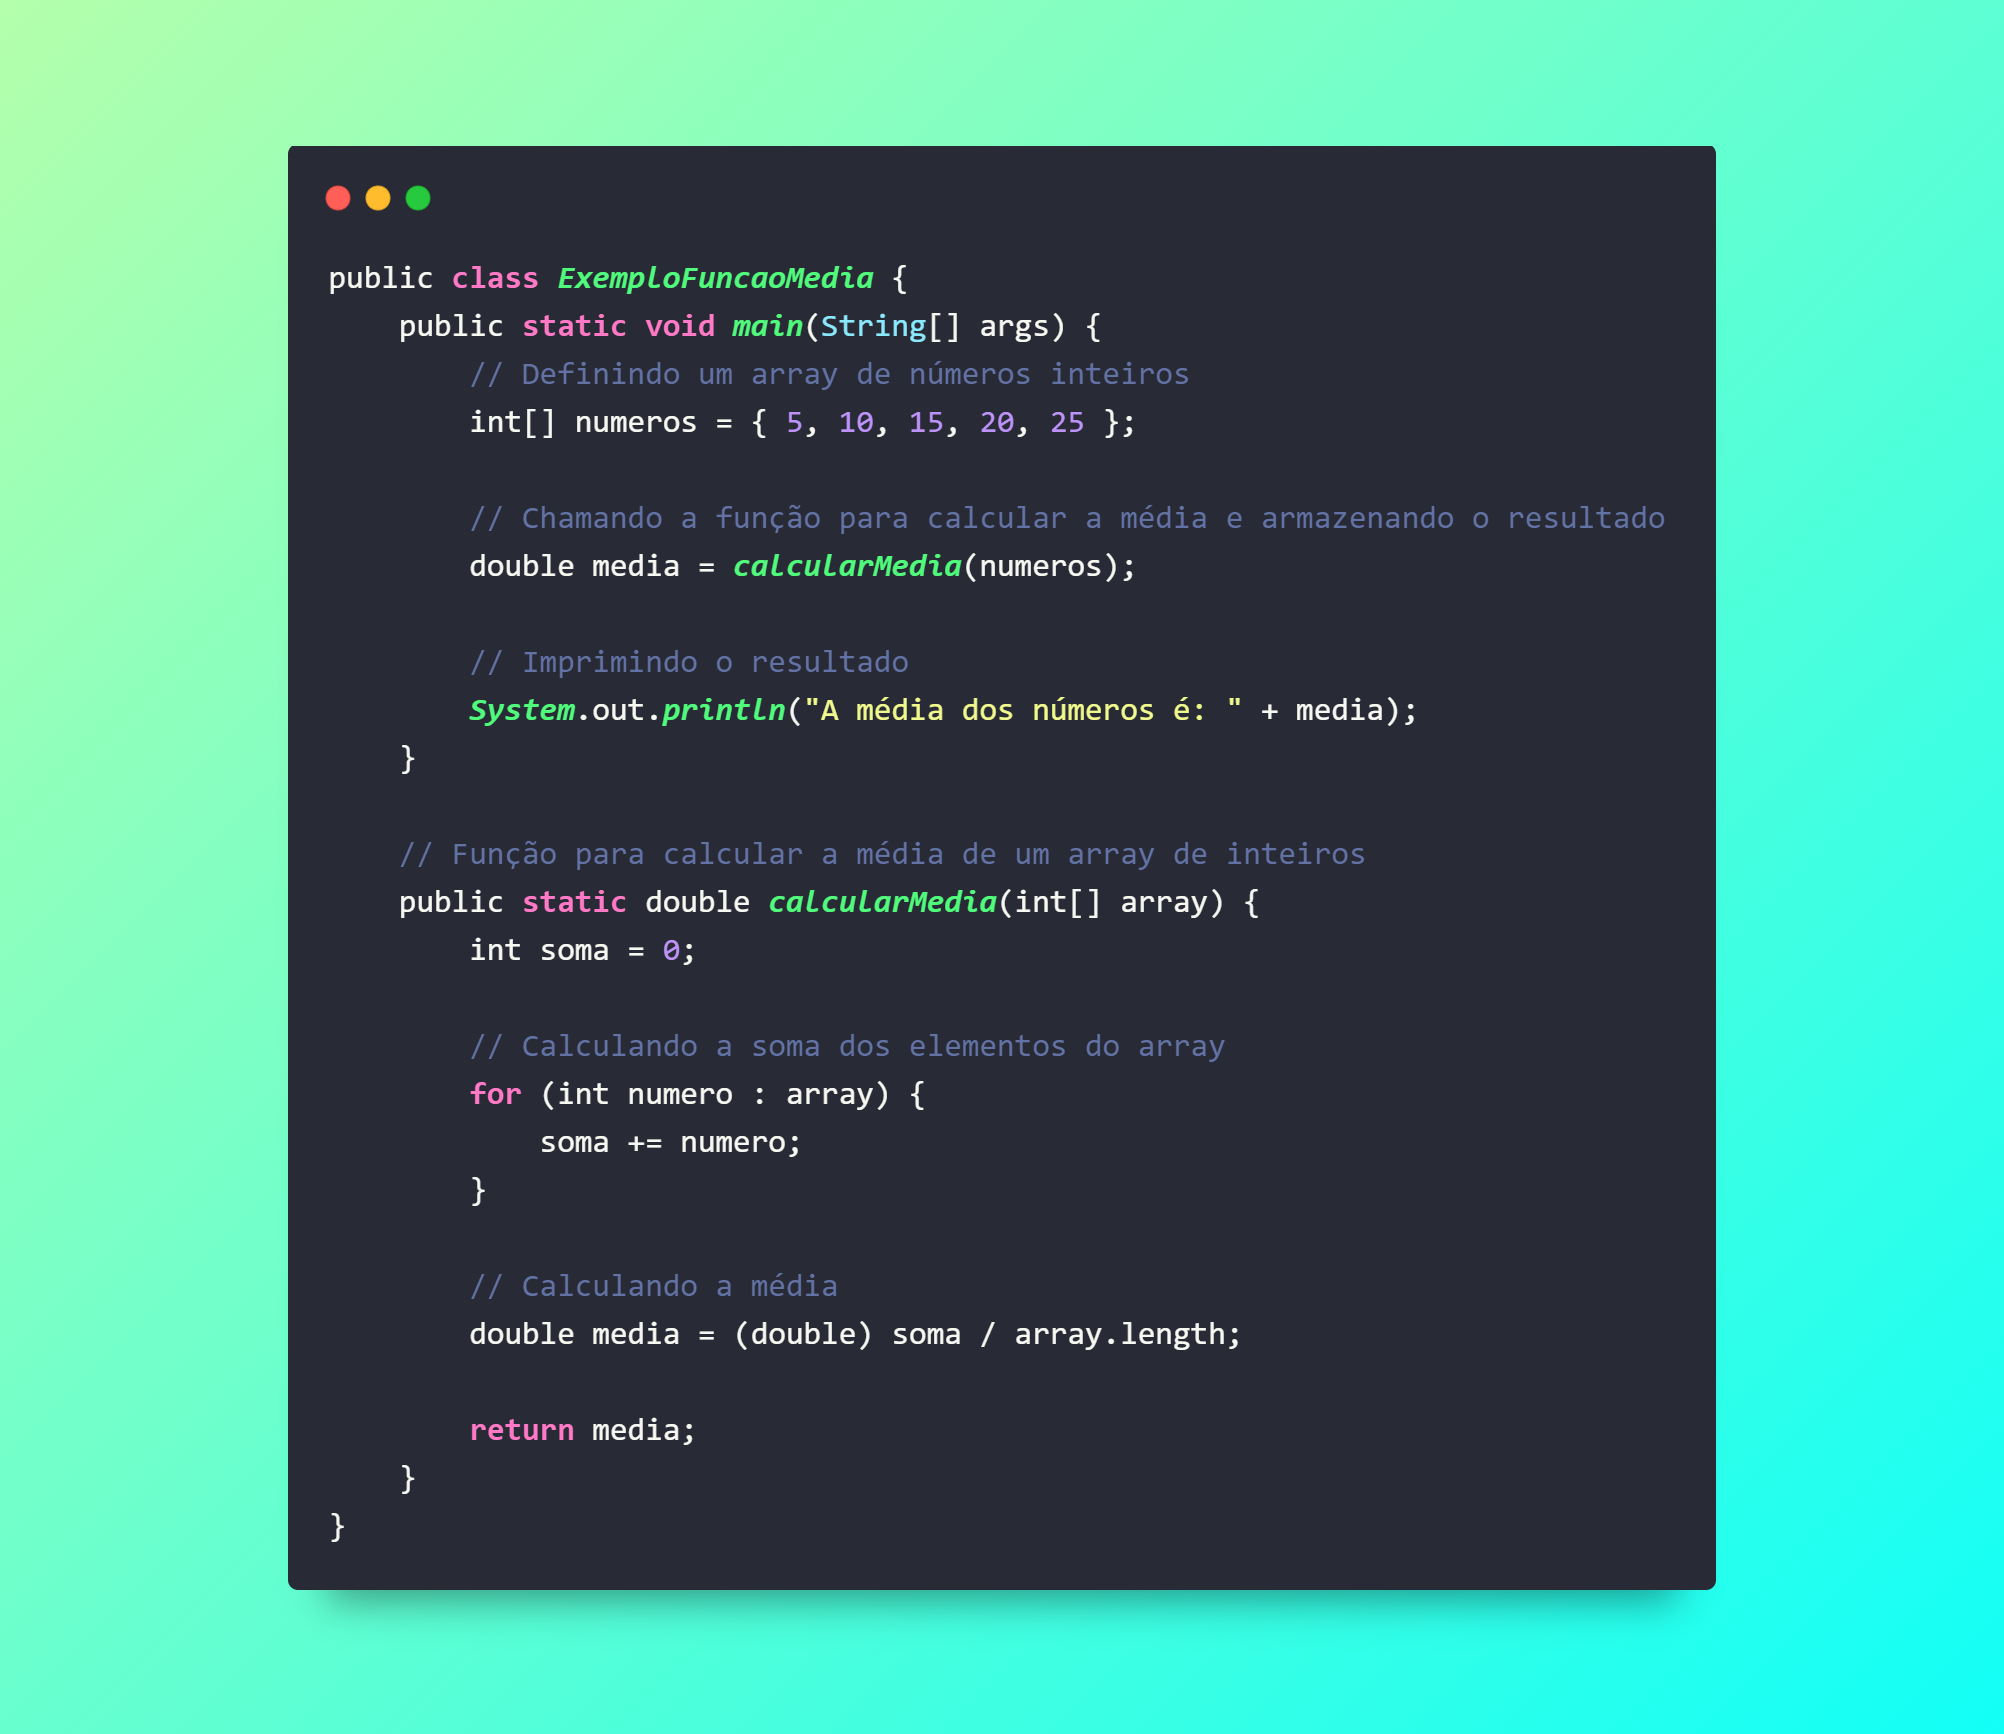 public class ExemploFuncaoMedia {
    public static void main(String[] args) {
        // Definindo um array de números inteiros
        int[] numeros = { 5, 10, 15, 20, 25 };

        // Chamando a função para calcular a média e armazenando o resultado
        double media = calcularMedia(numeros);

        // Imprimindo o resultado
        System.out.println("A média dos números é: " + media);
    }

    // Função para calcular a média de um array de inteiros
    public static double calcularMedia(int[] array) {
        int soma = 0;

        // Calculando a soma dos elementos do array
        for (int numero : array) {
            soma += numero;
        }

        // Calculando a média
        double media = (double) soma / array.length;

        return media;
    }
}